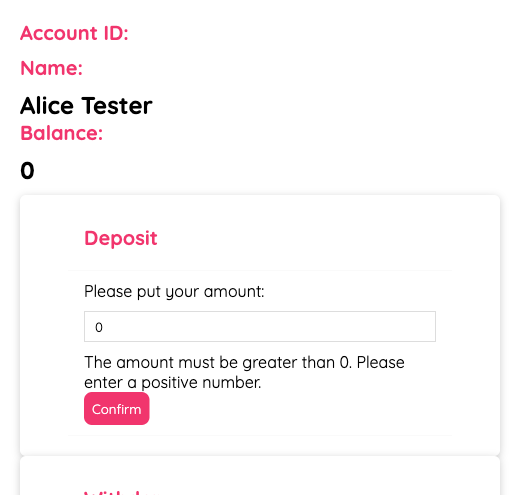 Account ID:
Name:
Alice Tester
Balance:
0
Deposit
Please put your amount:
0
The amount must be greater than 0. Please
enter a positive number.
Confirm